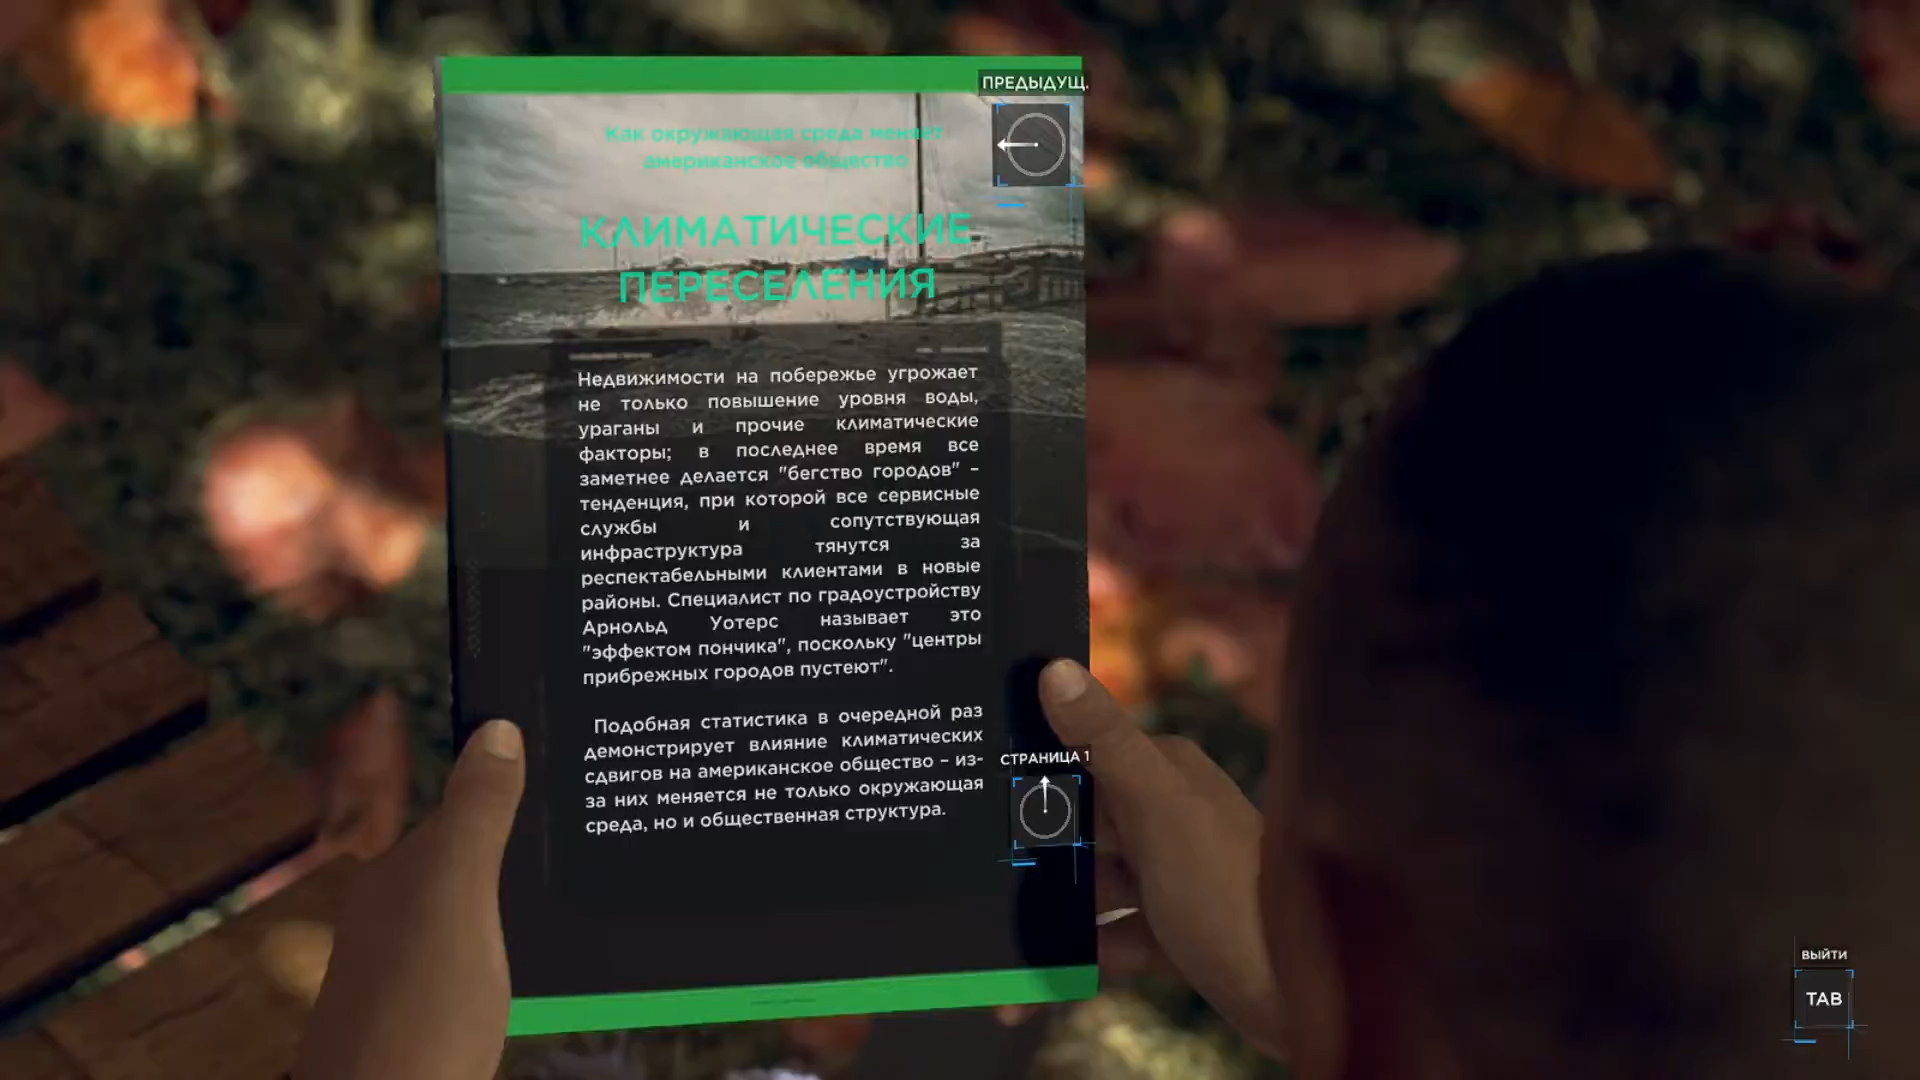 ПРЕДЫДУЩ.
Как окружающая среда меняет
американское общество
КЛИМАТИЧЕСКИЕ
ПЕРЕСЕЛЕНИЯ
Недвижимости на побережье угрожает
не только повышение уровня воды,
ураганы и прочие климатические
факторы; в последнее время все
заметнее делается "бегство городов" –
тенденция, при которой все сервисные
службы и сопутствующая
инфраструктура тянутся за
респектабельными клиентами в новые
районы. Специалист по градоустройству
Арнольд Уотерс называет это
"эффектом пончика", поскольку "центры
прибрежных городов пустеют".
Подобная статистика в очередной раз
демонстрирует влияние климатических
сдвигов на американское общество – из-
за них меняется не только окружающая
среда, но и общественная структура.
СТРАНИЦА 1
ВЫЙТИ
TAB